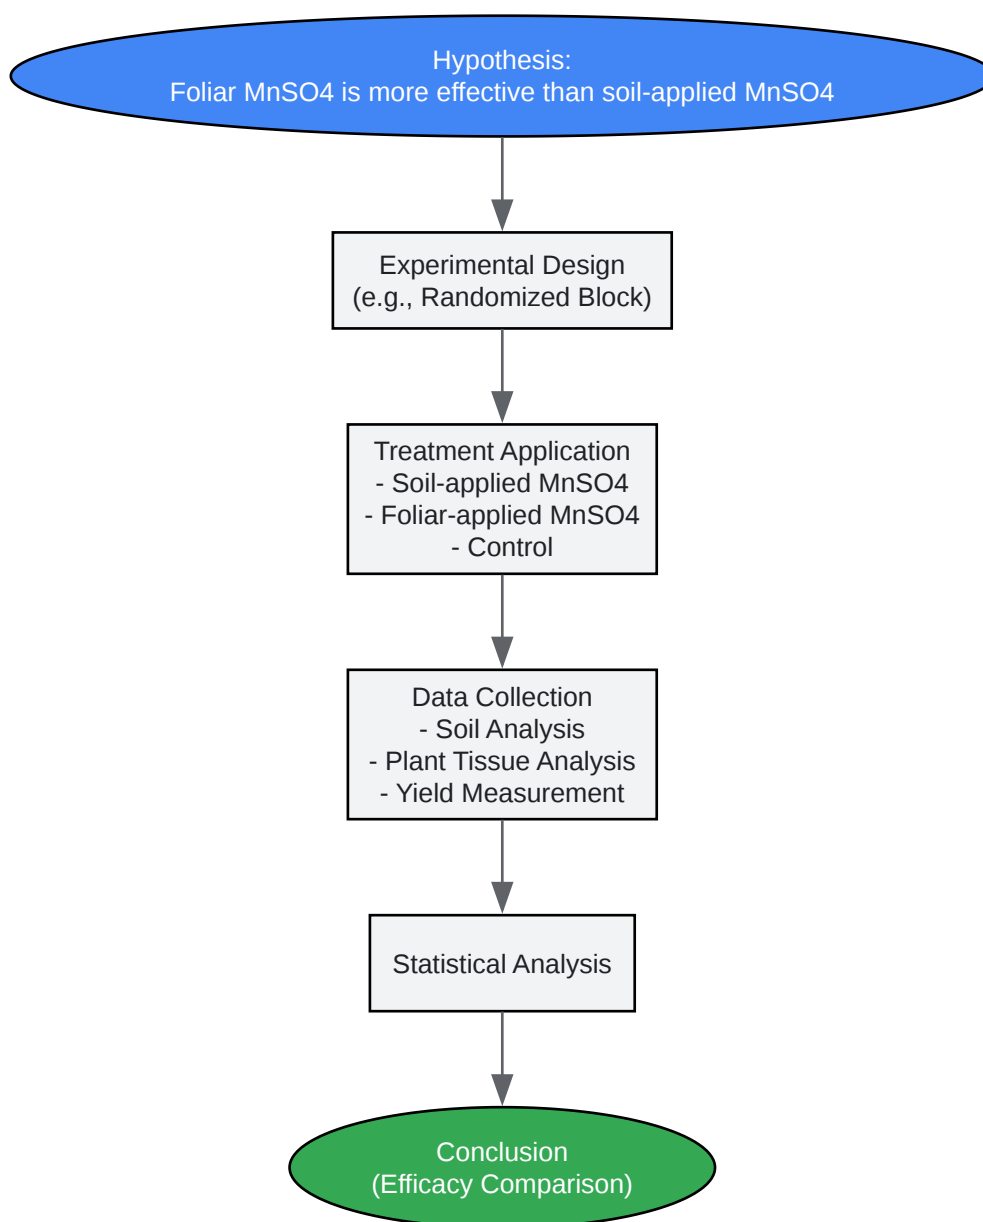 Hypothesis:
Foliar MnSO4 is more effective than soil-applied MnSO4
Experimental Design
(e.g., Randomized Block)
Treatment Application
- Soil-applied MnSO4
- Foliar-applied MnSO4
- Control
Data Collection
- Soil Analysis
- Plant Tissue Analysis
- Yield Measurement
Statistical Analysis
Conclusion
(Efficacy Comparison)